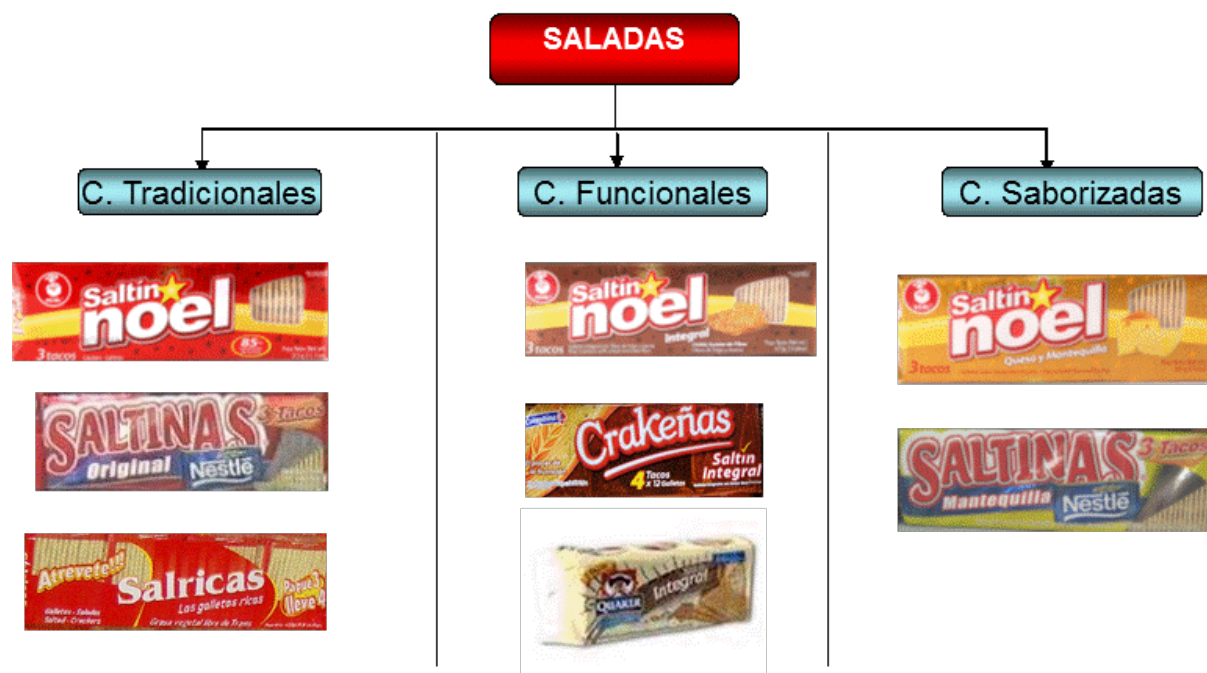 SALADAS
C. Tradicionales
C. Funcionales
C. Saborizadas
Saltín
noel
3 tacos
85
SALTINAS
3 Tacos
Original
Nestlé
Atrevete!!!
Salricas
Las galletas ricas
Pague 3
lleve 4
Galletas - Saladas
Salted - Crackers
Grasa vegetal libre de Trans
Saltín
noel
Integral
3 tacos
Crakeñas
4 Tacos
x 12 Galletas
Saltín
Integral
QUAKER
Integral
Saltín
noel
Queso y Mantequilla
3 tacos
SALTINAS
3 Tacos
Mantequilla
Nestlé